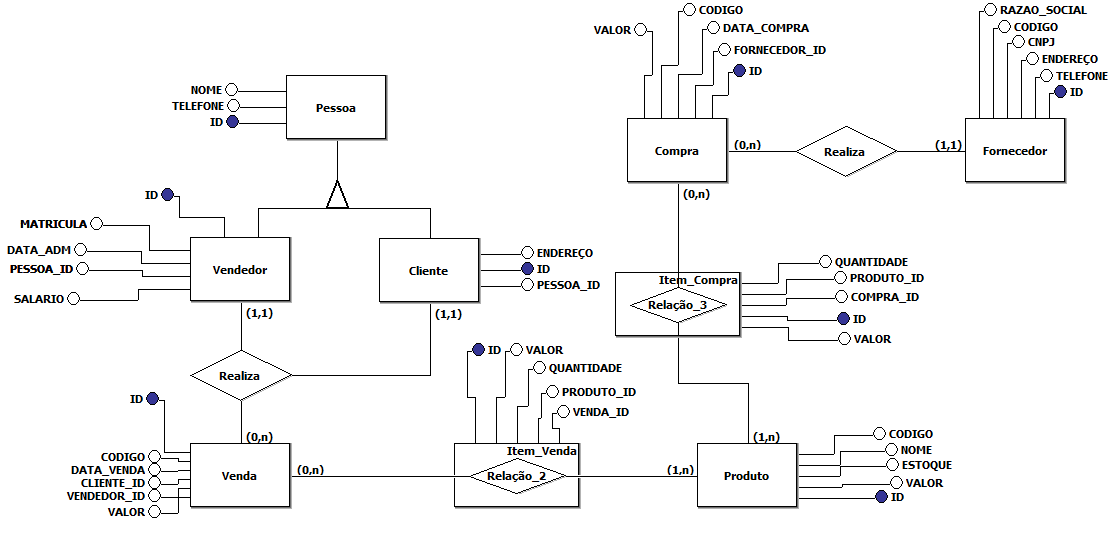 NOME
TELEFONE
ID
Pessoa
ID
MATRICULA
DATA_ADM
PESSOA_ID
SALARIO
Vendedor
(1,1)
Cliente
ENDEREÇO
ID
PESSOA_ID
(1,1)
Realiza
(0,n)
ID
CODIGO
DATA_VENDA
CLIENTE_ID
VENDEDOR_ID
VALOR
Venda
(0,n)
ID
VALOR
QUANTIDADE
PRODUTO_ID
VENDA_ID
Item_Venda
Relação_2
(1,n)
Produto
(1,n)
CODIGO
NOME
ESTOQUE
VALOR
ID
VALOR
CODIGO
DATA_COMPRA
FORNECEDOR_ID
ID
Compra
(0,n)
(0,n)
Realiza
(1,1)
RAZAO_SOCIAL
CODIGO
CNPJ
ENDEREÇO
TELEFONE
ID
Fornecedor
Item_Compra
Relação_3
QUANTIDADE
PRODUTO_ID
COMPRA_ID
ID
VALOR